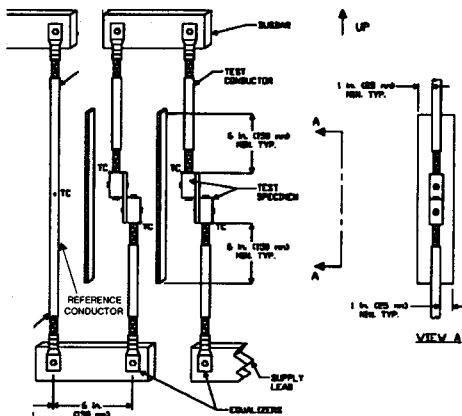 BUSBAR
UP
TEST
CONDUCTOR
1 in. (25 mm)
MIN. TYP.
6 in. (150 mm)
MIN. TYP.
A
TC
TC
TEST
SPECIMEN
TC
TC
6 in. (150 mm)
MIN. TYP.
A
REFERENCE
CONDUCTOR
1 in. (25 mm)
MIN. TYP.
VIEW A
SUPPLY
LEAD
EQUALIZERS
6 in.
(150 mm)